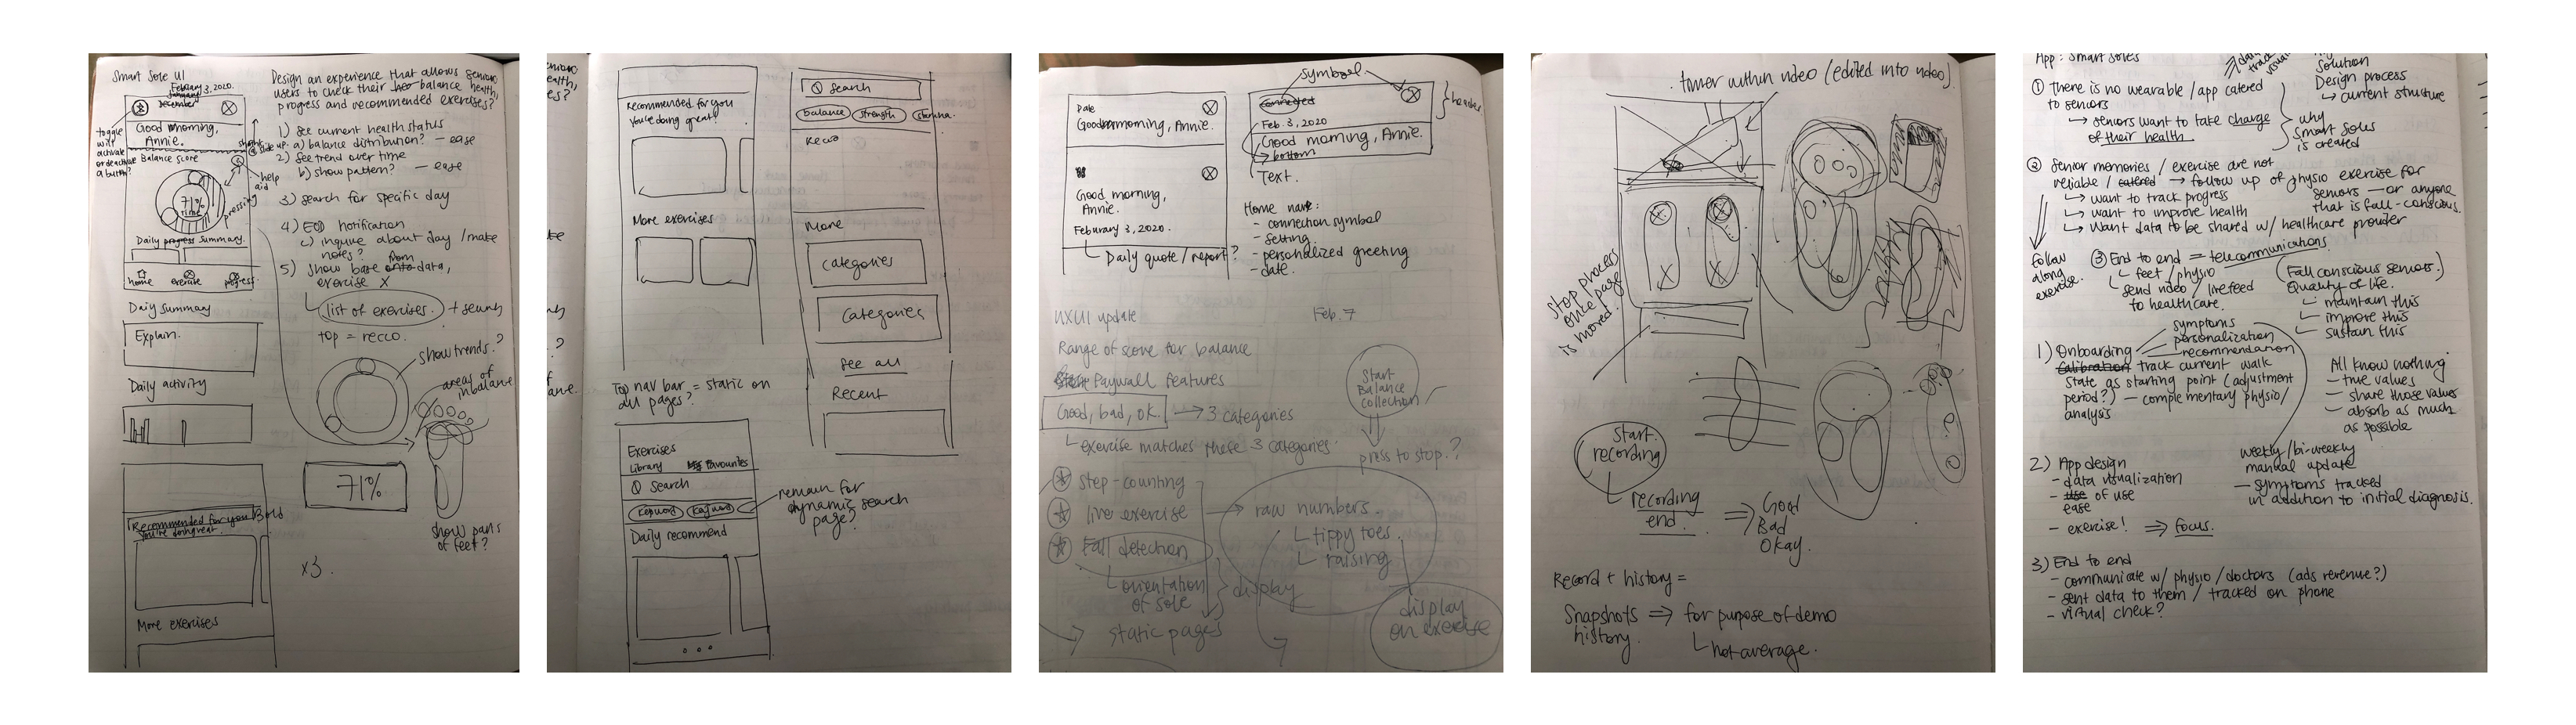 Smart Sole UI
February 3, 2020.
December
Good morning,
Annie.
Balance score
71%
time
Daily progress summary.
home exercise progress
toggle
will
activate
or deactivate
a button?
help
aid
pressing
Design an experience that allows seniors
users to check their her balance health,
progress and recommended exercises?
1) see current health status
a) balance distribution? — ease
2) see trend over time
b) show pattern? — ease
3) search for specific day
4) EOD notification
c) inquire about day / make
notes?
5) show base from onto data,
exercise X
list of exercises. + search
top = recco.
show trends?
areas of
inbalance
Daily summary
Explain.
Daily activity
71%
show parts
of feet?
Recommended for you Bold
you're doing great!
x3.
More exercises
Recommended for you
you're doing great!
More exercises
Top nav bar = static on
all pages?
Exercises
Library Favourites
Search
Keyword Keyword
Daily recommend
remain for
dynamic search
page?
Search
balance strength stamina
Recco
More
categories
categories
see all
Recent
symbol
header
Date
Good morning, Annie.
Good morning,
Annie.
February 3, 2020.
Daily quote / report?
connected
Feb. 3, 2020
Good morning, Annie.
bottom
Text.
Home nav:
- connection symbol
- setting
- personalized greeting
- date.
UXUI update Feb. 7
Range of score for balance
Paywall features
Good, bad, ok. → 3 categories
exercise matches these 3 categories.
Start
Balance
collection
press to stop.?
step-counting
live exercise → raw numbers.
tippy toes
raising
Fall detection
orientation
of sole
display
static pages
display
on exercise
timer within video (edited into video).
Stop process
once page
is moved.
start
recording
recording
end. ⇒ Good
Bad
Okay.
Record + history =
Snapshots ⇒ for purpose of demo
history.
not average.
App: Smart Soles
solution
Design process
→ current structure
① there is no wearable / app catered
to seniors
→ seniors want to take charge
of their health
why
smart soles
is created
② senior memories / exercise are not
reliable / catered → follow up of physio exercise for
seniors — or anyone
that is fall-conscious.
→ want to track progress
→ want to improve health
→ want data to be shared w/ healthcare provider
follow
along
exercise.
③ End to end = telecommunications
feet / physio
send video / live feed
to healthcare.
(Fall conscious seniors.)
Quality of life.
maintain this
improve this
sustain this
1) Onboarding
symptoms
personalization
recommendation
Calibration track current walk
state as starting point (adjustment
period?) — complementary physio/
analysis
All know nothing
- true values
- share those values
- absorb as much
as possible
weekly/bi-weekly
manual update
- symptoms tracked
in addition to initial diagnosis.
2) App design
- data visualization
- use of use
ease
- exercise! ⇒ focus.
3) End to end
- communicate w/ physio / doctors (ads revenue?)
- sent data to them / tracked on phone
- virtual check?